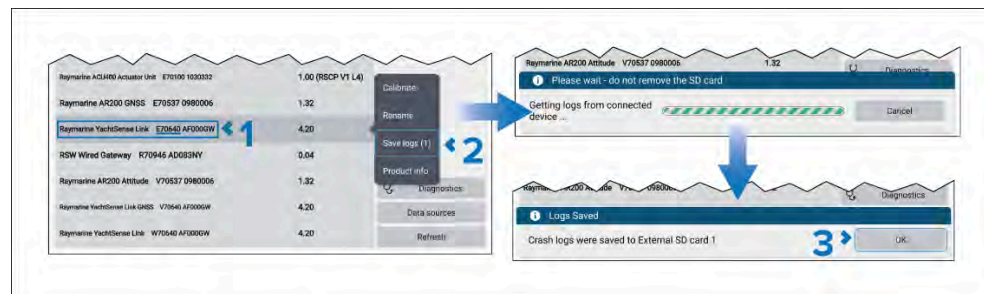 Raymarine ACU400 Actuator Unit E70100 1030332 1.00 (RSCP V1 L4)
Raymarine AR200 GNSS E70537 0980006 1.32
Raymarine YachtSense Link E70640 AF000GW 4.20
RSW Wired Gateway R70946 AD083NY 0.04
Raymarine AR200 Attitude V70537 0980006 1.32
Raymarine YachtSense Link GNSS V70640 AF000GW 4.20
Raymarine YachtSense Link W70640 AF000GW 4.20
1
Calibrate
Rename
Save logs (1)
Product info
2
Diagnostics
Data sources
Refresh
Raymarine AR200 Attitude V70537 0980006 1.32
Diagnostics
Please wait - do not remove the SD card
Getting logs from connected
device ...
Cancel
Diagnostics
Logs Saved
Crash logs were saved to External SD card 1
3
OK